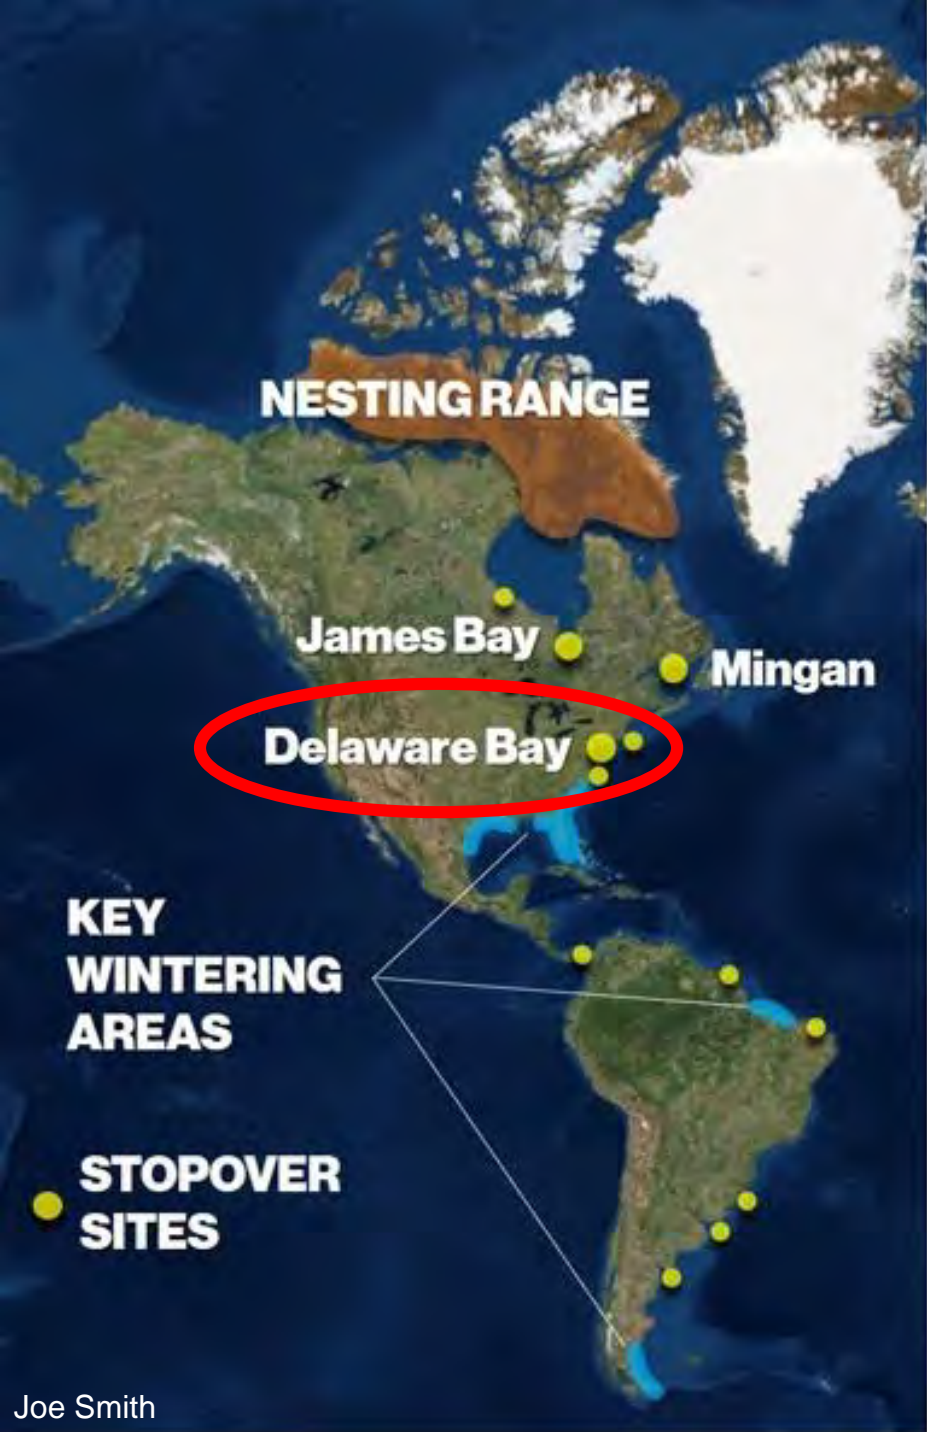 NESTING RANGE
James Bay
Mingan
Delaware Bay
KEY
WINTERING
AREAS
STOPOVER
SITES
Joe Smith